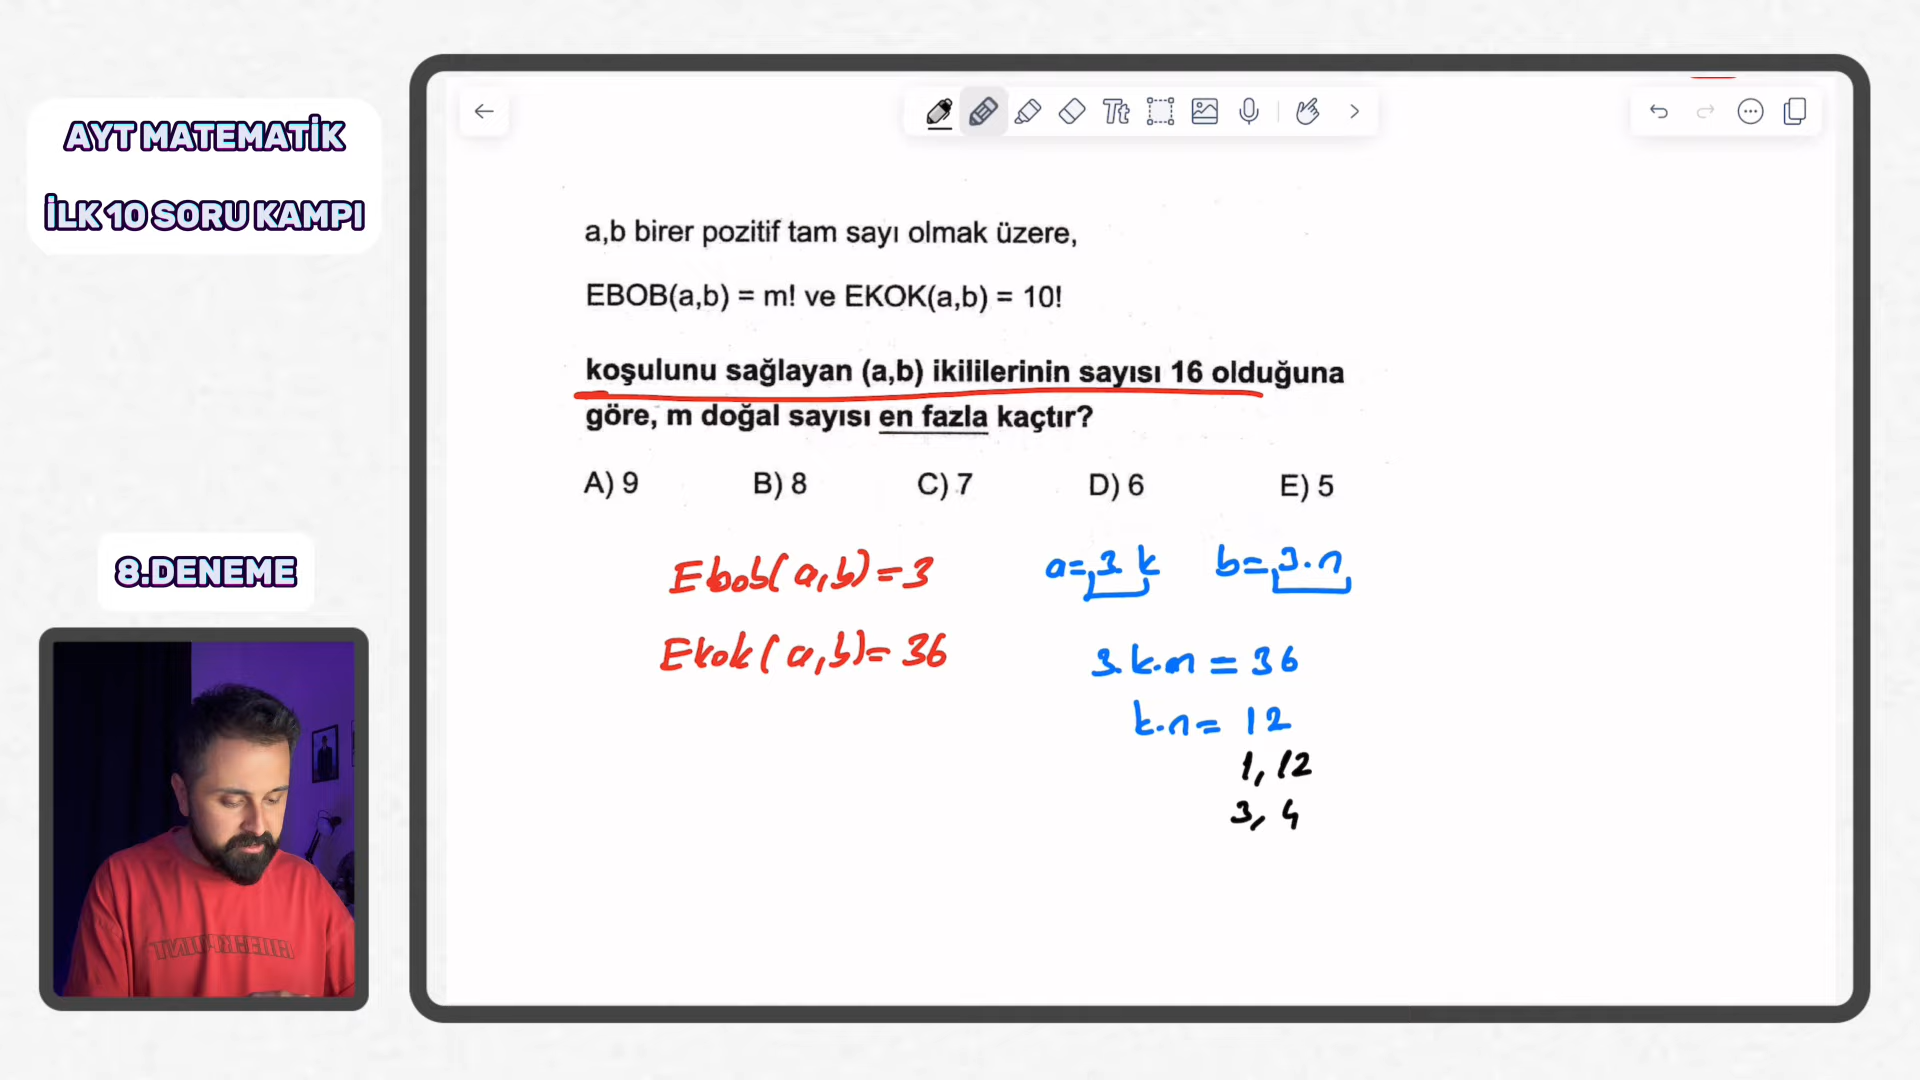 AYT MATEMATİK
İLK 10 SORU KAMPI
8.DENEME
Tt
a,b birer pozitif tam sayı olmak üzere,
EBOB(a,b) = m! ve EKOK(a,b) = 10!
koşulunu sağlayan (a,b) ikililerinin sayısı 16 olduğuna
göre, m doğal sayısı en fazla kaçtır?
A) 9 B) 8 C) 7 D) 6 E) 5
Ebob(a,b)=3 a=3.k b=3.n
Ekok(a,b)=36 3.k.n=36
k.n=12
1,12
3,4